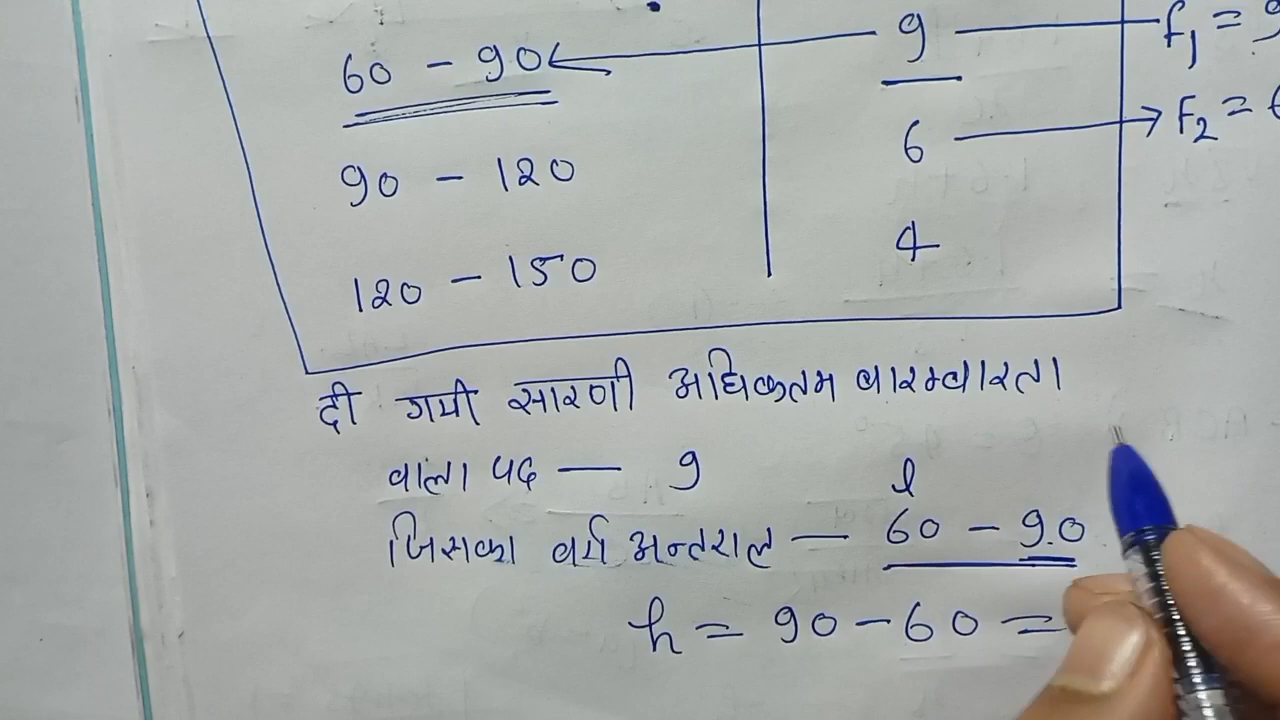 60 - 90 9 f₁ = 9
90 - 120 6 F₂ =
120 - 150 4
दी गयी सारणी अधिकतम बारम्बारता
वाला पद — 9
l
जिसका वर्ग अन्तराल — 60 - 90
h = 90 - 60 =